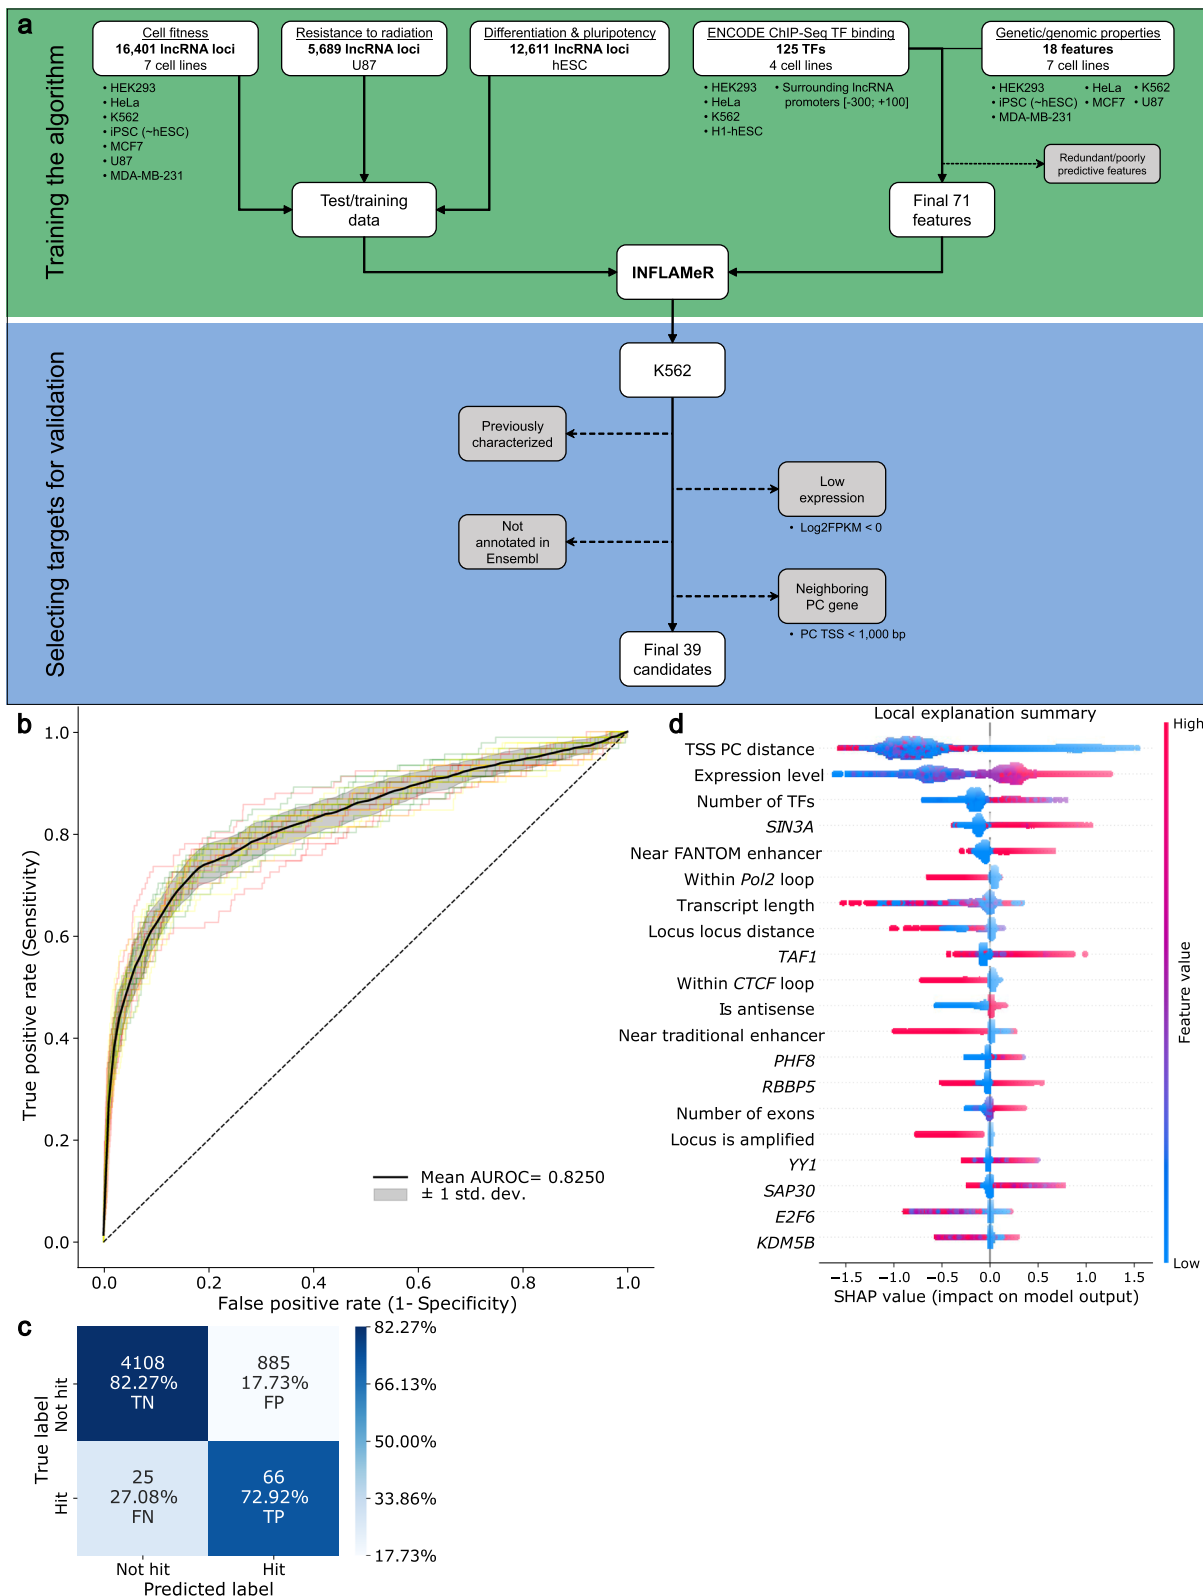 a
Training the algorithm
Cell fitness
16,401 lncRNA loci
7 cell lines
• HEK293
• HeLa
• K562
• iPSC (~hESC)
• MCF7
• U87
• MDA-MB-231
Resistance to radiation
5,689 lncRNA loci
U87
Differentiation & pluripotency
12,611 lncRNA loci
hESC
ENCODE ChIP-Seq TF binding
125 TFs
4 cell lines
• HEK293
• HeLa
• K562
• H1-hESC
• Surrounding lncRNA
promoters [-300; +100]
Genetic/genomic properties
18 features
7 cell lines
• HEK293
• iPSC (~hESC)
• MDA-MB-231
• HeLa
• MCF7
• K562
• U87
Redundant/poorly
predictive features
Test/training
data
Final 71
features
INFLAMeR
Selecting targets for validation
K562
Previously
characterized
Low
expression
• Log2FPKM < 0
Not
annotated in
Ensembl
Neighboring
PC gene
• PC TSS < 1,000 bp
Final 39
candidates
b
True positive rate (Sensitivity)
1.0
0.8
0.6
0.4
0.2
0.0
Mean AUROC= 0.8250
± 1 std. dev.
0.0 0.2 0.4 0.6 0.8 1.0
False positive rate (1- Specificity)
c
True label
Not hit
Hit
4108
82.27%
TN
885
17.73%
FP
25
27.08%
FN
66
72.92%
TP
Not hit Hit
Predicted label
82.27%
66.13%
50.00%
33.86%
17.73%
d
Local explanation summary
TSS PC distance
Expression level
Number of TFs
SIN3A
Near FANTOM enhancer
Within Pol2 loop
Transcript length
Locus locus distance
TAF1
Within CTCF loop
Is antisense
Near traditional enhancer
PHF8
RBBP5
Number of exons
Locus is amplified
YY1
SAP30
E2F6
KDM5B
−1.5 −1.0 −0.5 0.0 0.5 1.0 1.5
SHAP value (impact on model output)
High
Feature value
Low